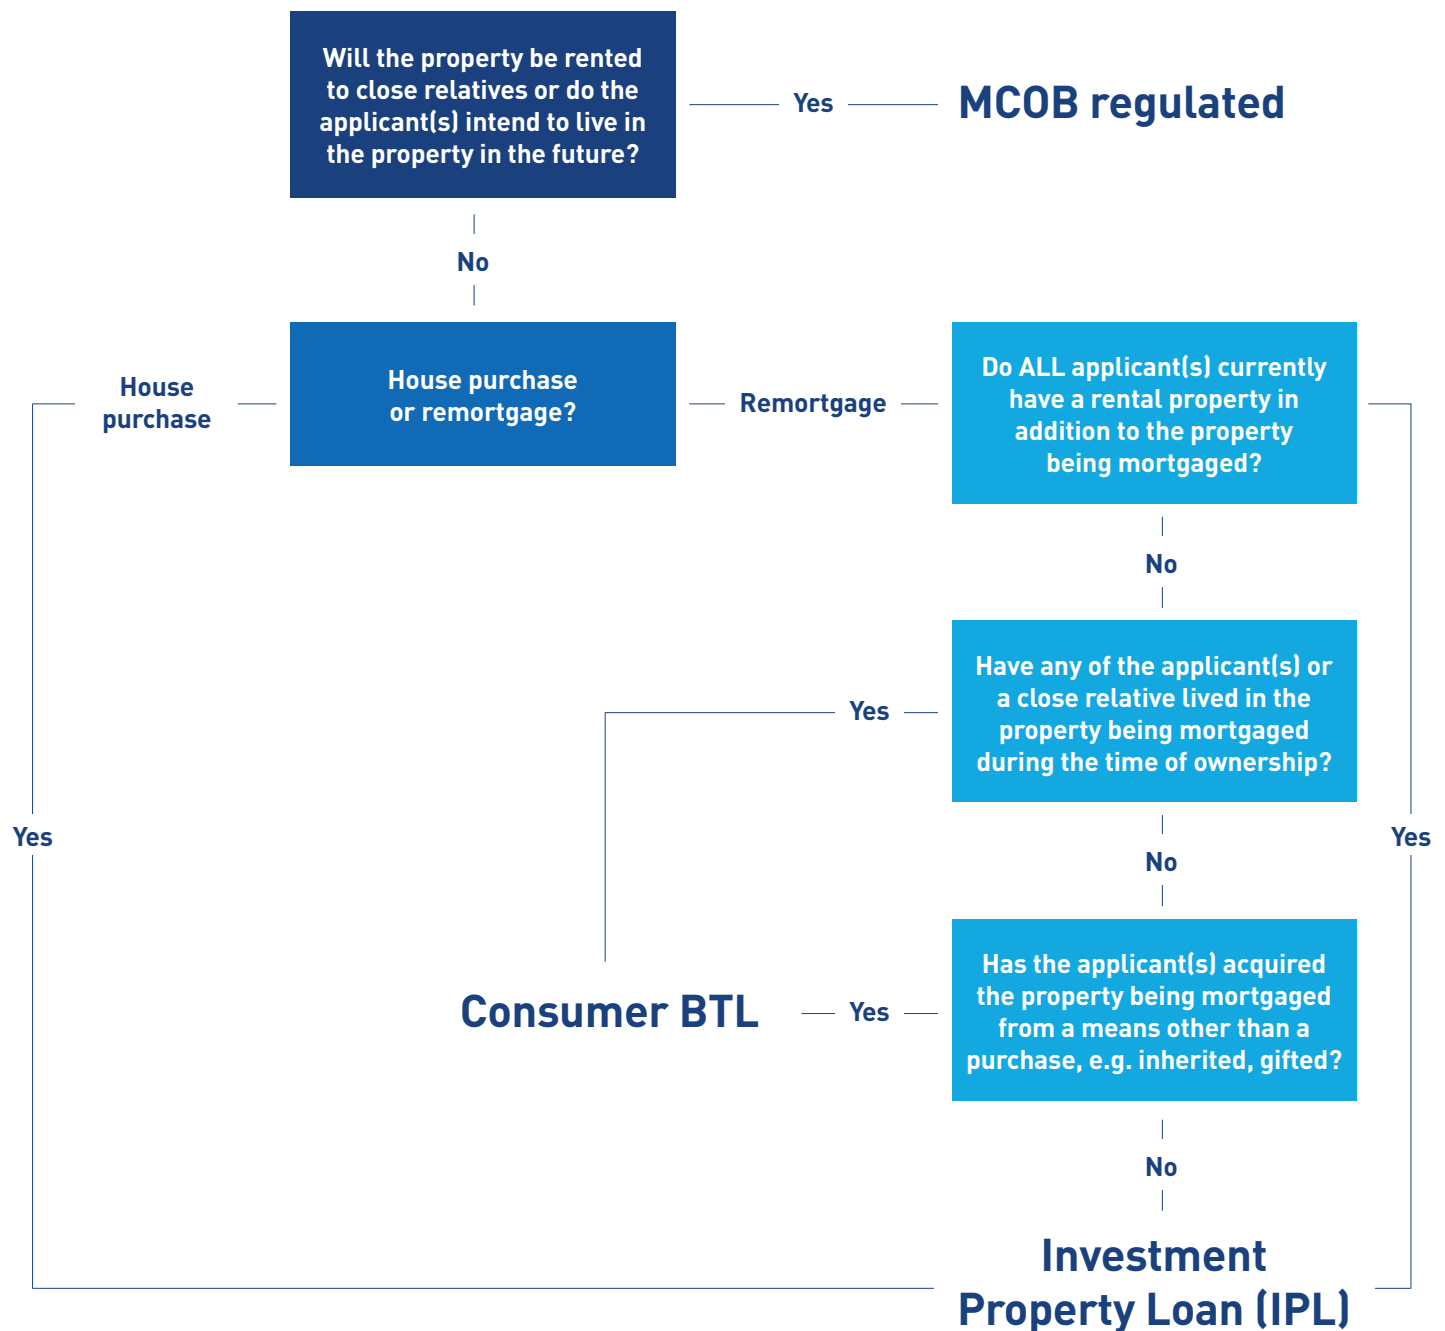 Will the property be rented
to close relatives or do the
applicant(s) intend to live in
the property in the future?
Yes
MCOB regulated
No
House
purchase
House purchase
or remortgage?
Remortgage
Do ALL applicant(s) currently
have a rental property in
addition to the property
being mortgaged?
No
Have any of the applicant(s) or
a close relative lived in the
property being mortgaged
during the time of ownership?
Yes
Yes
Yes
No
Has the applicant(s) acquired
the property being mortgaged
from a means other than a
purchase, e.g. inherited, gifted?
Yes
Consumer BTL
No
Investment
Property Loan (IPL)